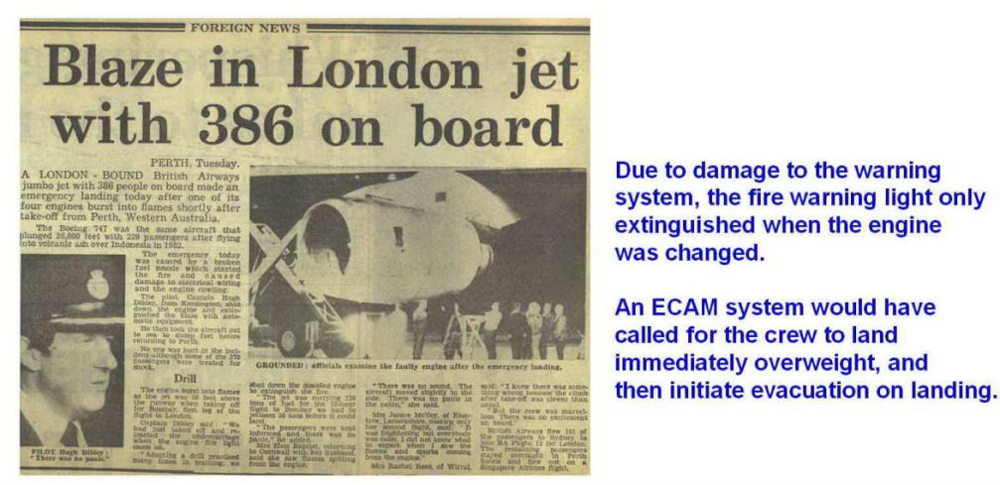 FOREIGN NEWS
Blaze in London jet
with 386 on board
PERTH, Tuesday.
A LONDON - BOUND British Airways
jumbo jet with 386 people on board made an
emergency landing today after one of its
four engines burst into flames shortly after
take-off from Perth, Western Australia.
The Boeing 747 was the same aircraft that
plunged 26,000 feet with 229 passengers after flying
into volcanic ash over Indonesia in 1982.
The emergency today
was caused by a broken
fuel nozzle which started
the fire and caused
damage to electrical wiring
and the engine cowling.
The pilot, Captain Hugh
Dibley, from Kensington, shut
down the engine and extin-
guished the blaze with auto-
matic equipment.
He then took the aircraft out
to sea to dump fuel before
returning to Perth.
No one was hurt in the inci-
dent although some of the
passengers were treated for
shock.
Drill
The engine burst into flames
as the jet was 50 feet above
the runway when taking off
for Bombay, first leg of the
flight to London.
Captain Dibley said: "We
had just taken off and re-
tracted the undercarriage
when the engine fire light
came on.
"Adopting a drill practised
many times in training, we
PILOT Hugh Dibley:
"There was no panic."
GROUNDED: officials examine the faulty engine after the emergency landing.
shut down the disabled engine
to extinguish the fire.
"The jet was carrying
tons of fuel for the 12-hour
flight to Bombay we had to
tons before it could
land.
"The passengers were kept
informed and there was no
panic," he added.
Mrs Elsie Baptist, returning
to Cornwall with her husband,
said she saw flames spitting
from the engine.
"There was no sound. The
aircraft moved slightly to the
side. There was no panic in
the cabin," she said.
Mrs Janice McVey, of
Lanarkshire, making only
her second flight, said: "It
was frightening but everybody
was calm. I did not know what
to expect when I saw the
flames and sparks coming
from the engine."
Mrs Rachel Rees, of Wirral,
said: "I knew there was some-
thing wrong because the climb
after take-off was slower than
usual.
"But the crew was marvel-
lous. There was no excitement
on board."
British Airways flew 181 of
the passengers to Sydney to
join BA Flight 12 for London.
The remaining passengers
stayed overnight in Perth
hotels and flew out on a
Singapore Airlines flight.
Due to damage to the warning
system, the fire warning light only
extinguished when the engine
was changed.
An ECAM system would have
called for the crew to land
immediately overweight, and
then initiate evacuation on landing.